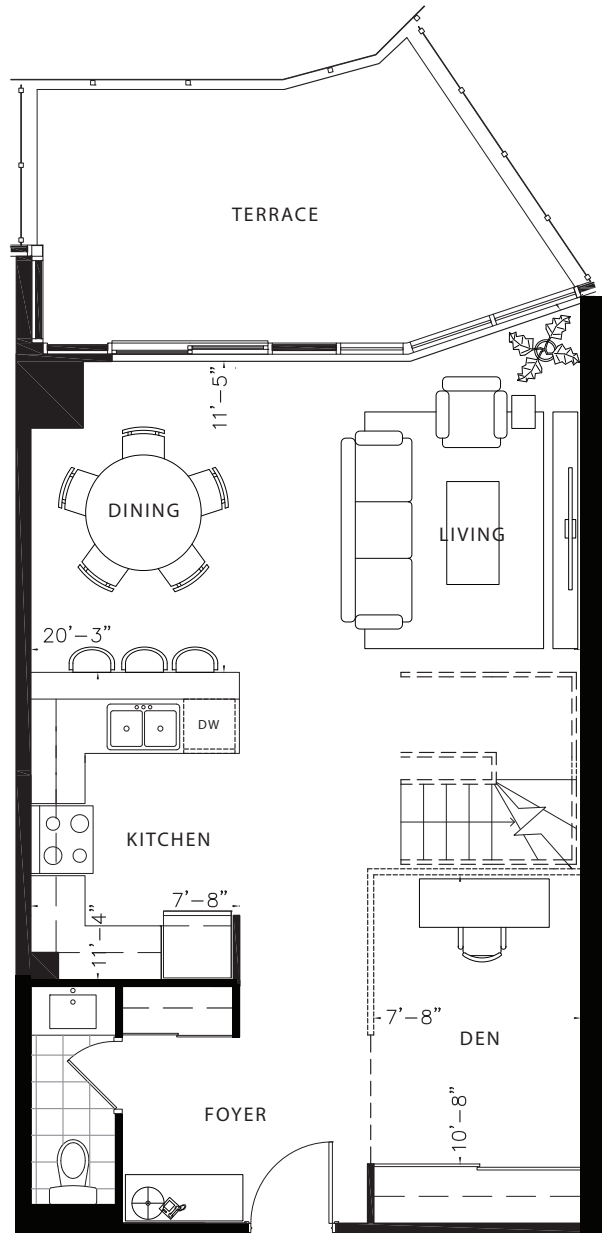 TERRACE
11'-5"
DINING
LIVING
20'-3"
DW
KITCHEN
7'-8"
11'-4"
7'-8"
DEN
FOYER
10'-8"